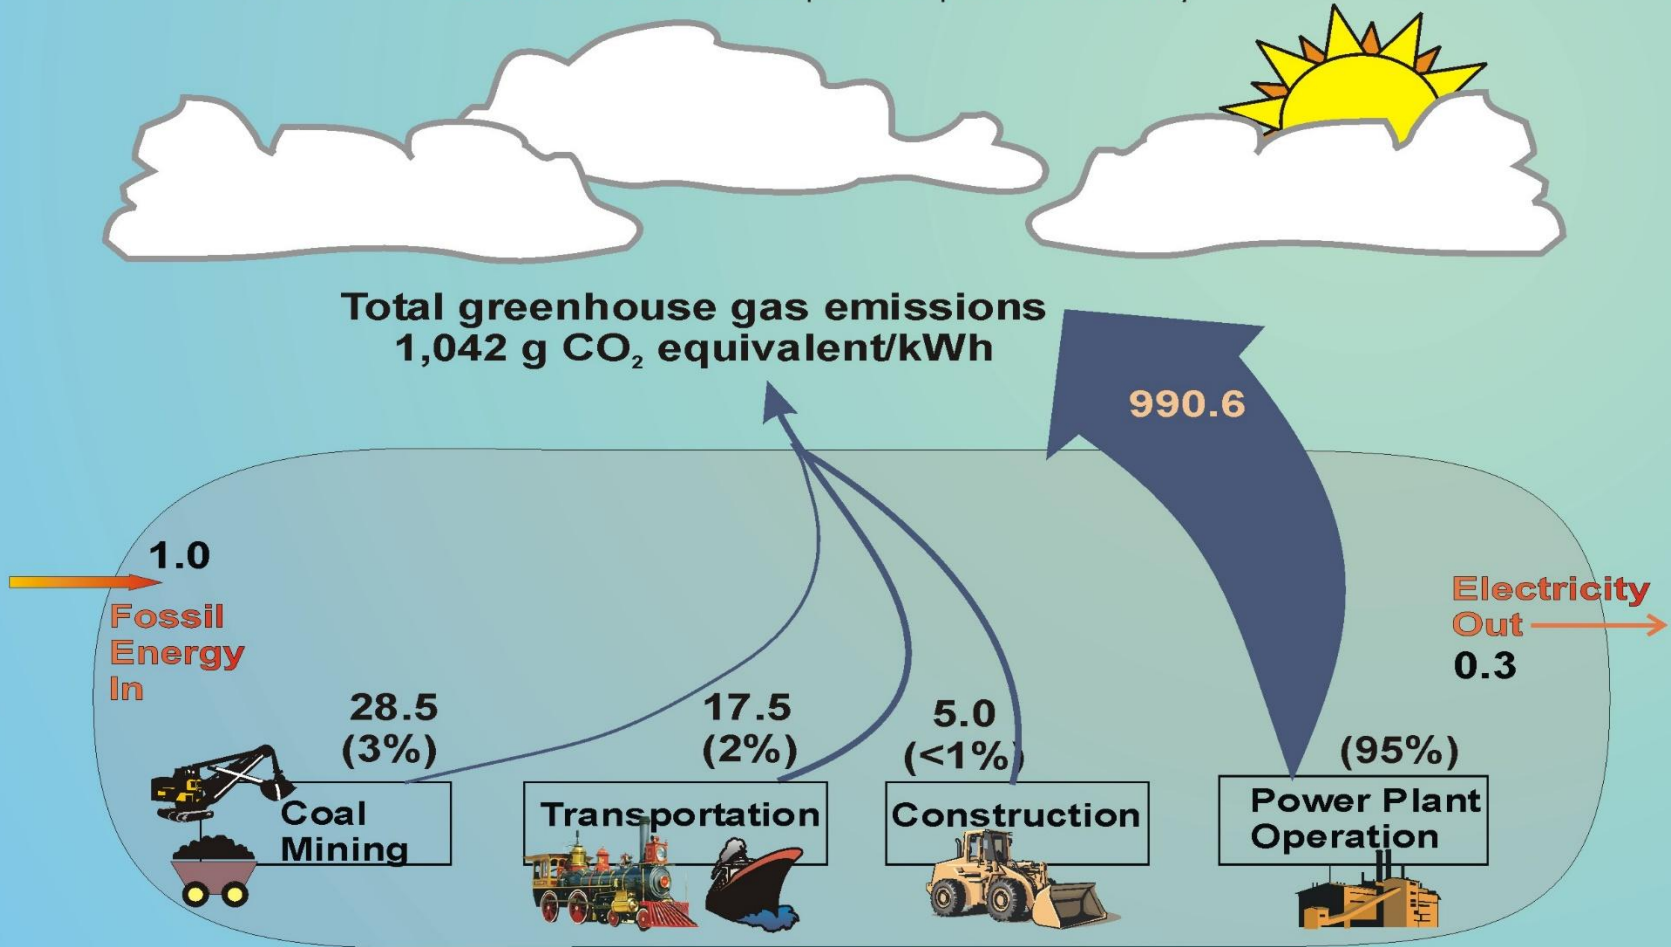 Total greenhouse gas emissions
1,042 g CO₂ equivalent/kWh
990.6
1.0
Fossil
Energy
In
Electricity
Out
0.3
28.5
(3%)
17.5
(2%)
5.0
(<1%)
(95%)
Coal
Mining
Transportation
Construction
Power Plant
Operation